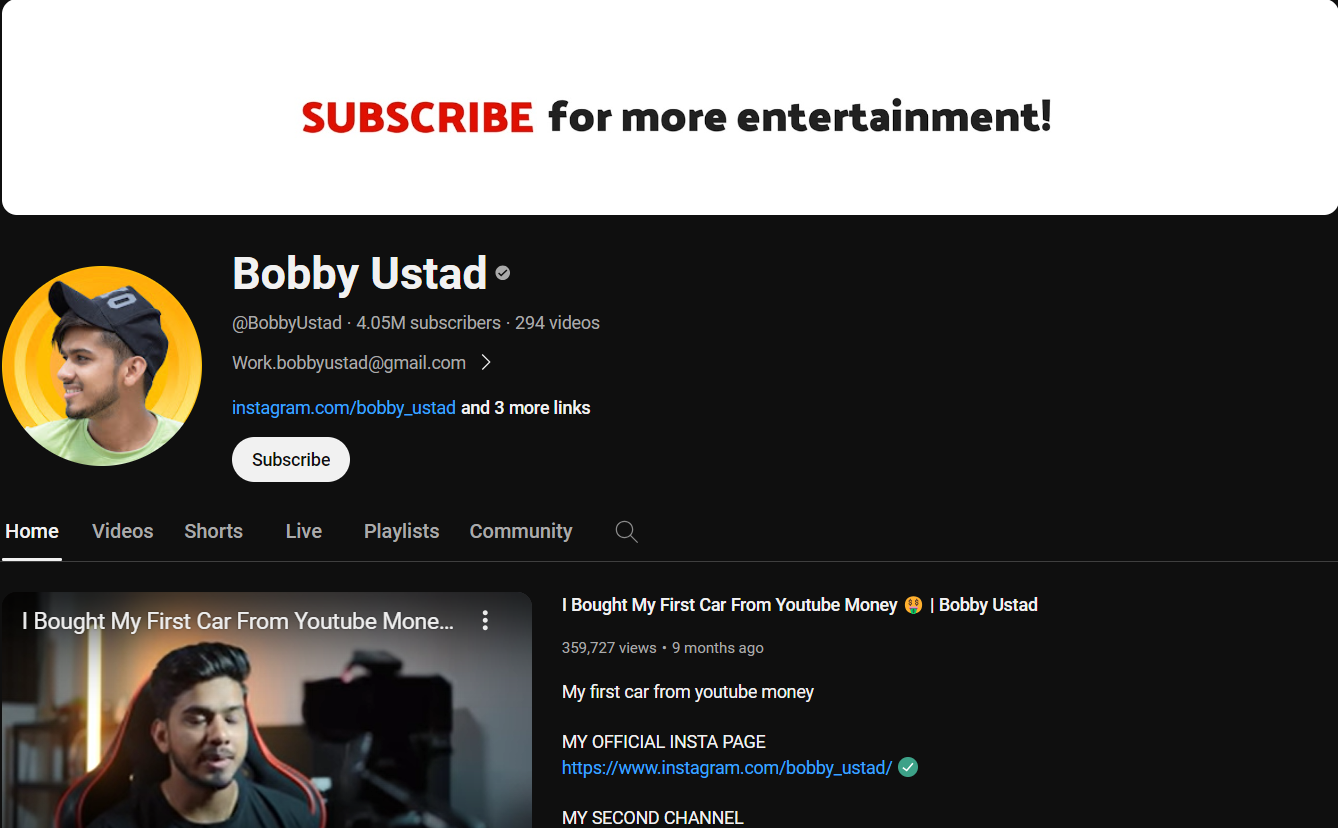 SUBSCRIBE for more entertainment!
Bobby Ustad
@BobbyUstad · 4.05M subscribers · 294 videos
Work.bobbyustad@gmail.com
instagram.com/bobby_ustad and 3 more links
Subscribe
Home Videos Shorts Live Playlists Community
I Bought My First Car From Youtube Mone...
I Bought My First Car From Youtube Money 🤑 | Bobby Ustad
359,727 views • 9 months ago
My first car from youtube money
MY OFFICIAL INSTA PAGE
https://www.instagram.com/bobby_ustad/
MY SECOND CHANNEL